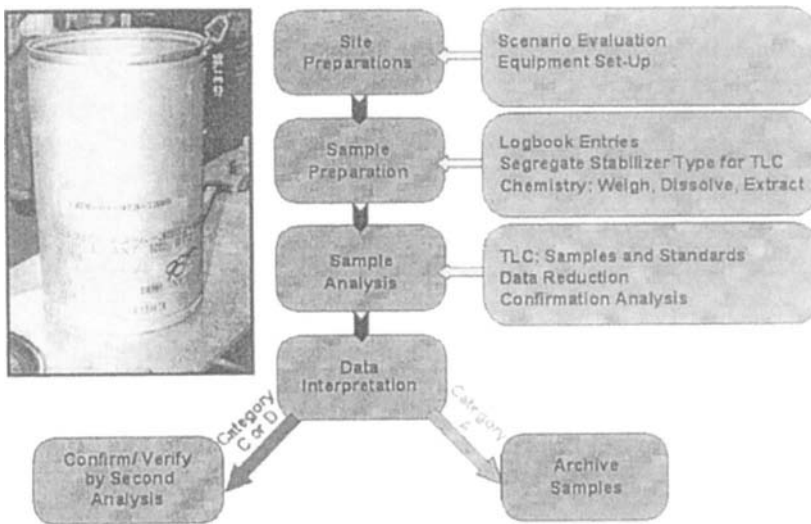 Site
Preparations
Scenario Evaluation
Equipment Set-Up
Sample
Preparation
Logbook Entries
Segregate Stabilizer Type for TLC
Chemistry: Weigh, Dissolve, Extract
Sample
Analysis
TLC: Samples and Standards
Data Reduction
Confirmation Analysis
Data
Interpretation
Category
C or D
Category
Confirm/ Verify
by Second
Analysis
Archive
Samples